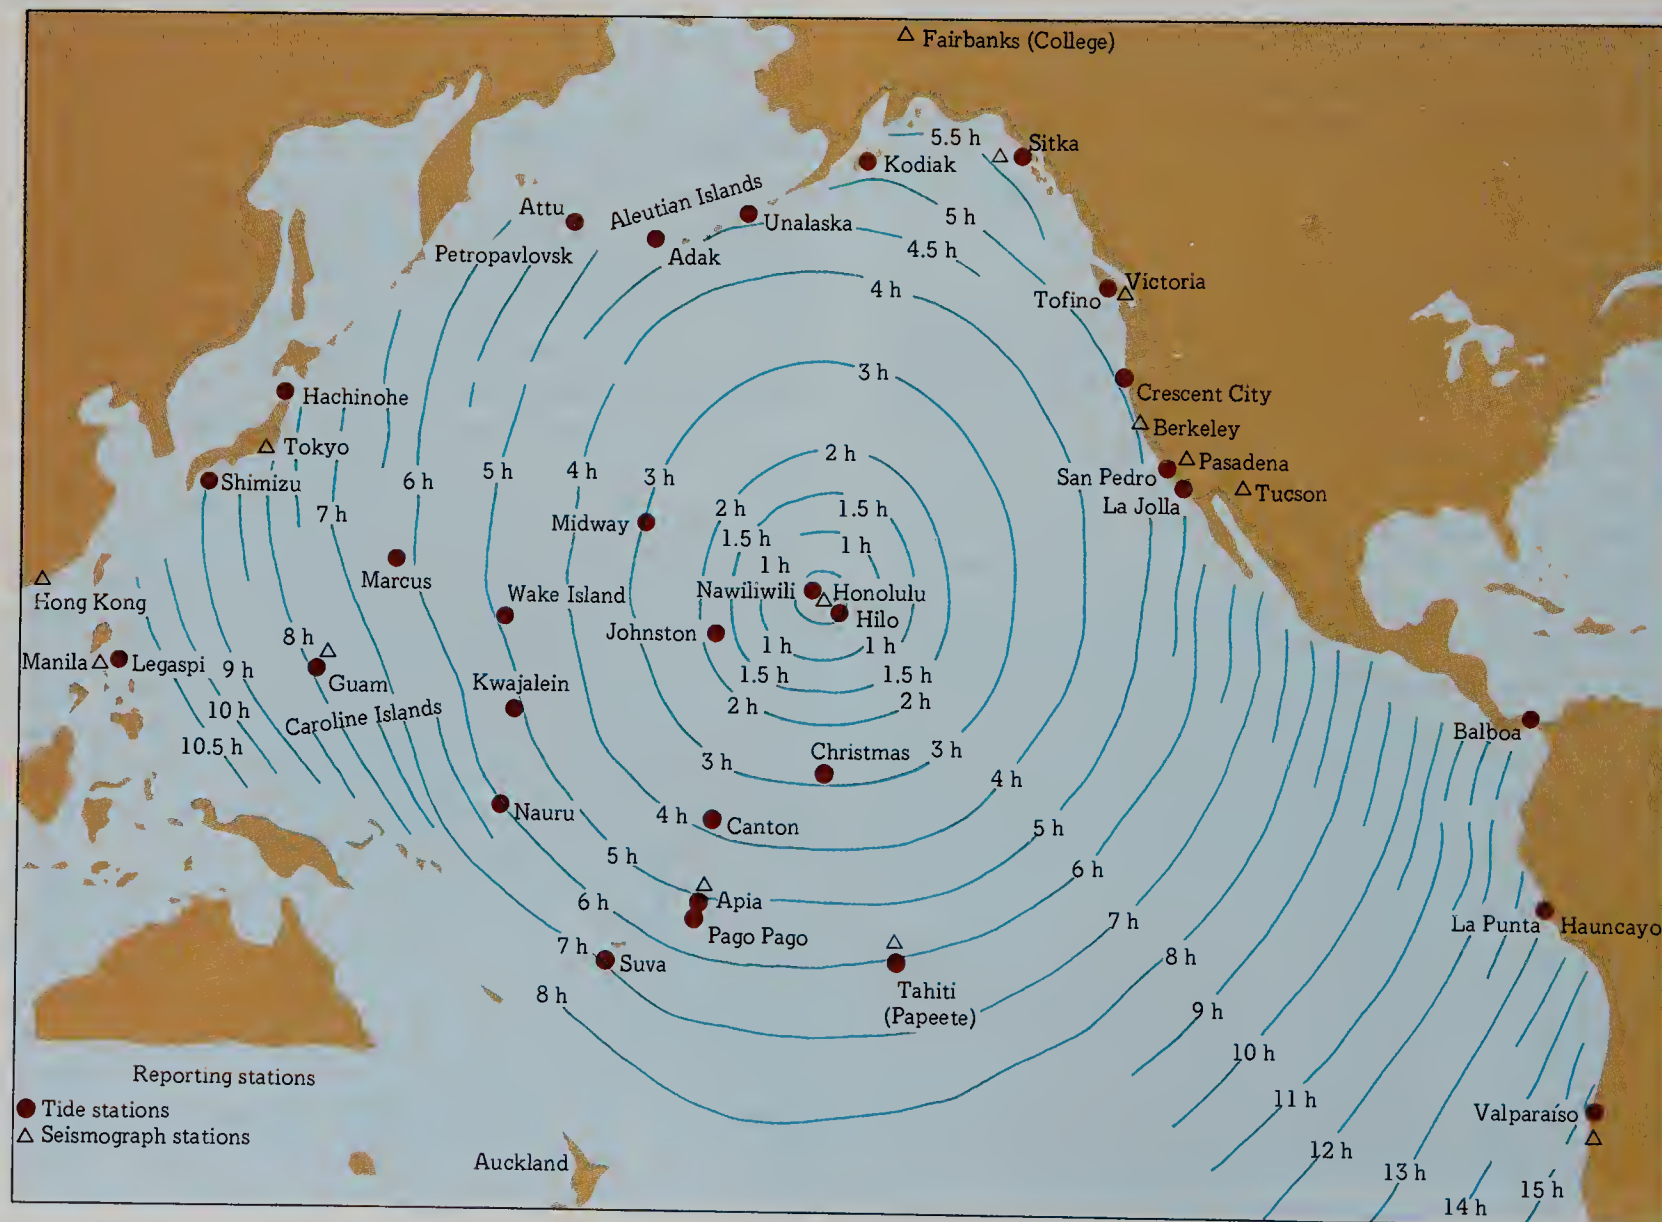 Fairbanks (College)
5.5 h
Sitka
Kodiak
Aleutian Islands
Attu
Unalaska
5 h
4.5 h
Petropavlovsk
Adak
4 h
Victoria
Tofino
3 h
Hachinohe
Crescent City
Berkeley
Tokyo
2 h
Pasadena
San Pedro
Tucson
La Jolla
Shimizu
6 h
5 h
4 h
3 h
7 h
2 h
1.5 h
Midway
1.5 h
1 h
1 h
Marcus
Hong Kong
Wake Island
Nawiliwili
Honolulu
Hilo
8 h
Johnston
1 h
1 h
Manila
Legaspi
9 h
Guam
Kwajalein
1.5 h
1.5 h
10 h
Caroline Islands
2 h
2 h
10.5 h
Balboa
Christmas
3 h
3 h
4 h
Nauru
4 h
Canton
5 h
5 h
6 h
6 h
Apia
Pago Pago
7 h
La Punta
Hauncayo
7 h
Suva
8 h
8 h
Tahiti
(Papeete)
9 h
10 h
Reporting stations
Tide stations
Seismograph stations
11 h
Valparaíso
Auckland
12 h
13 h
14 h
15 h